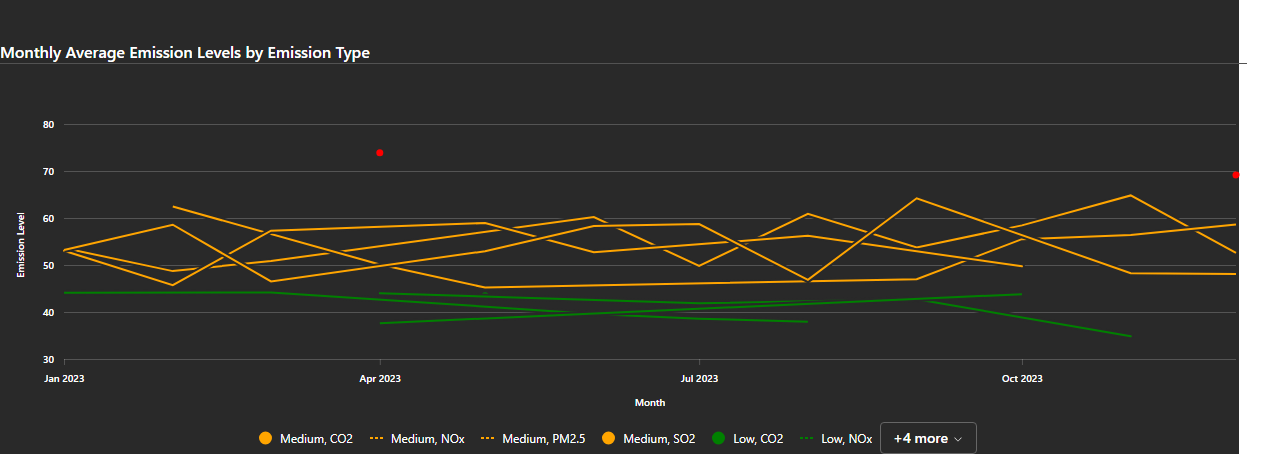 Monthly Average Emission Levels by Emission Type
80
70
60
50
40
30
Emission Level
Jan 2023 Apr 2023 Jul 2023 Oct 2023
Month
Medium, CO2 Medium, NOx Medium, PM2.5 Medium, SO2 Low, CO2 Low, NOx +4 more